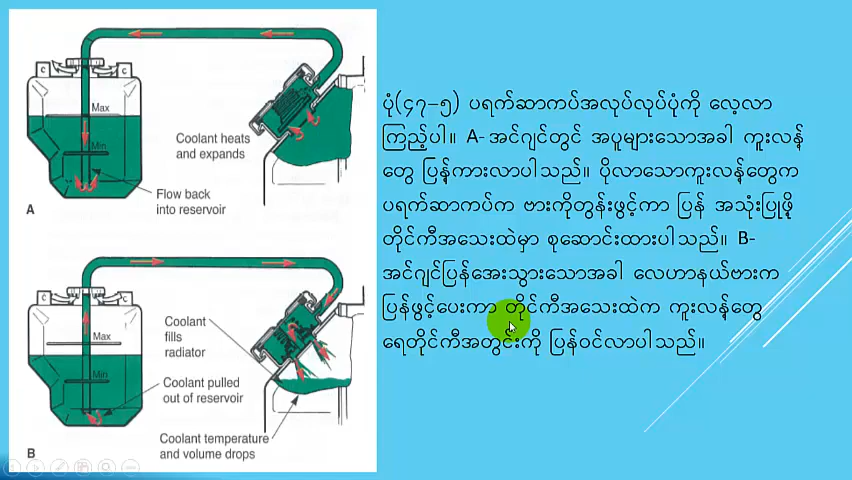 C
C
Max
Min
Coolant heats
and expands
Flow back
into reservoir
A
C
C
Max
Min
Coolant
fills
radiator
Coolant pulled
out of reservoir
Coolant temperature
and volume drops
B
ပုံ(၄၇–၅) ပရက်ဆာကပ်အလုပ်လုပ်ပုံကို လေ့လာ
ကြည့်ပါ။ A- အင်ဂျင်တွင် အပူများသောအခါ ကူးလန့်
တွေ ပြန့်ကားလာပါသည်။ ပိုလာသောကူးလန့်တွေက
ပရက်ဆာကပ်က ဗားကိုတွန်းဖွင့်ကာ ပြန် အသုံးပြုဖို့
တိုင်ကီအသေးထဲမှာ စုဆောင်းထားပါသည်။ B-
အင်ဂျင်ပြန်အေးသွားသောအခါ လေဟာနယ်ဗားက
ပြန်ဖွင့်ပေးကာ တိုင်ကီအသေးထဲက ကူးလန့်တွေ
ရေတိုင်ကီအတွင်းကို ပြန်ဝင်လာပါသည်။